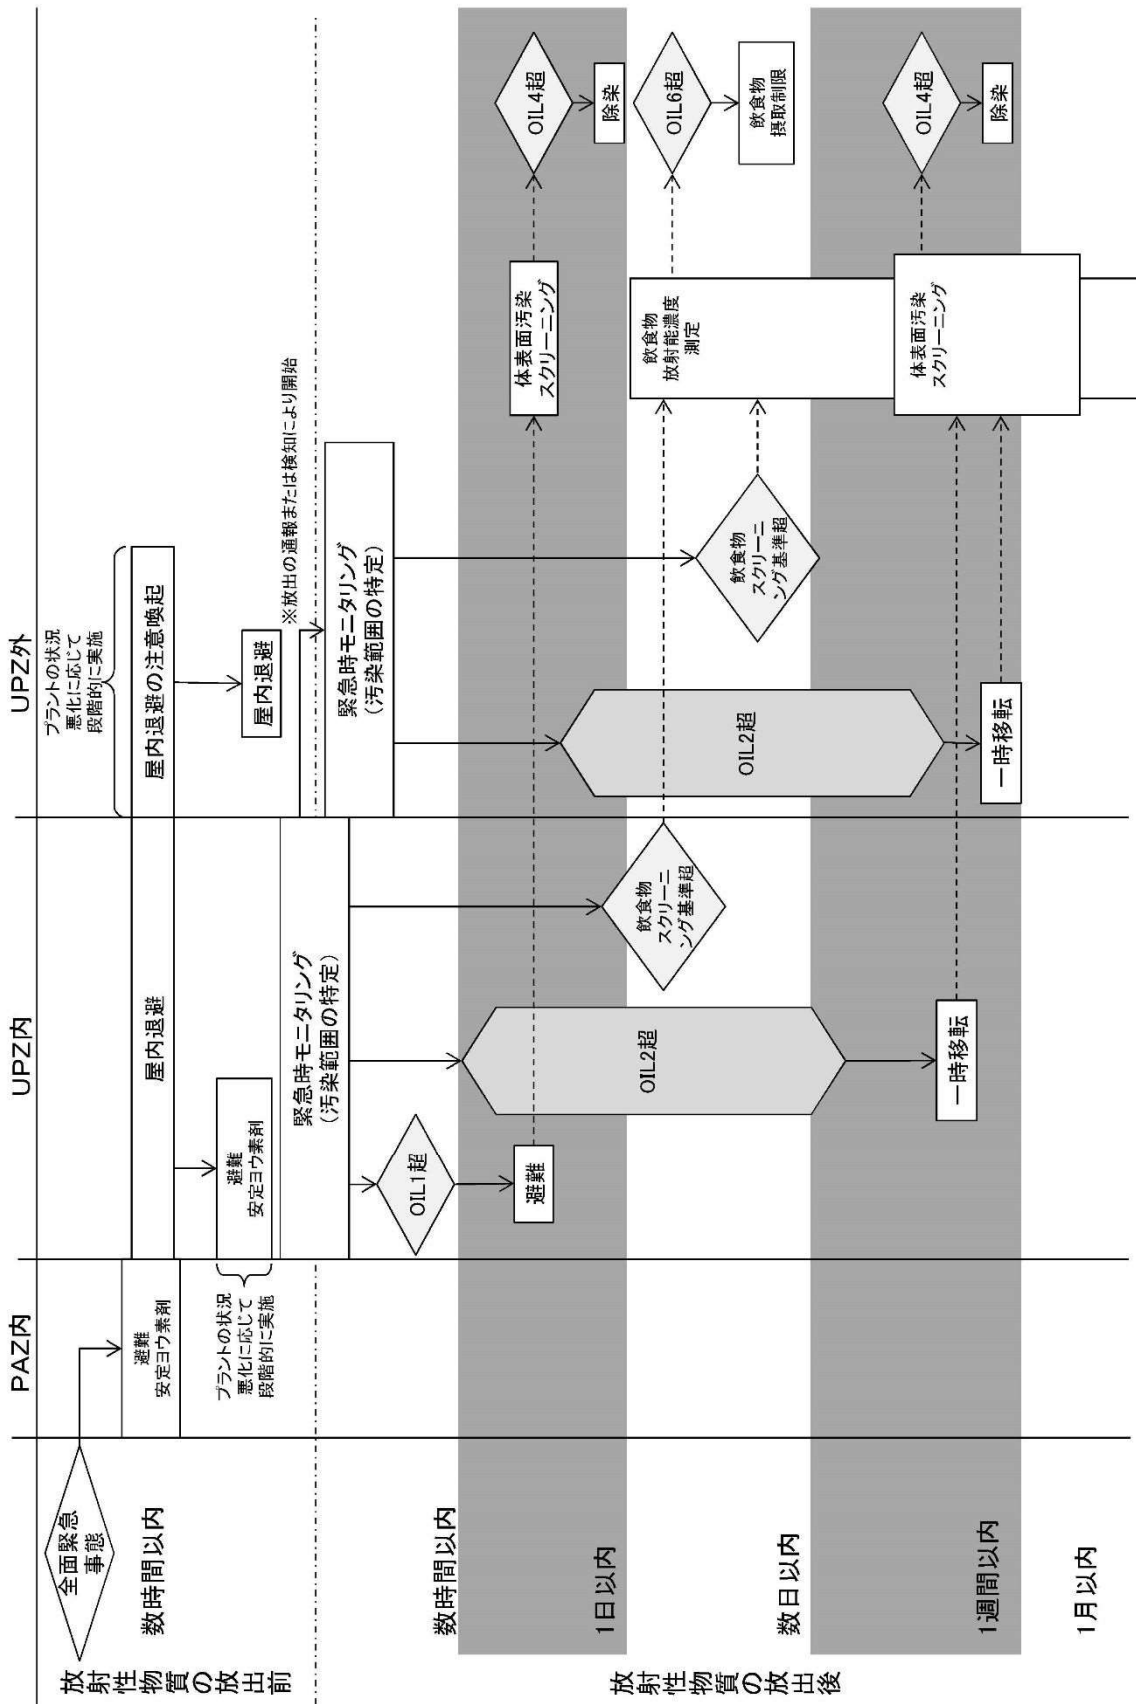 PAZ内
UPZ内
UPZ外
放射性物質の放出前
全面緊急
事態
数時間以内
避難
安定ヨウ素剤
屋内退避
屋内退避の注意喚起
プラントの状況
悪化に応じて
段階的に実施
避難
安定ヨウ素剤
プラントの状況
悪化に応じて
段階的に実施
屋内退避
※放出の通報または検知により開始
放射性物質の放出後
緊急時モニタリング
(汚染範囲の特定)
緊急時モニタリング
(汚染範囲の特定)
数時間以内
OIL1超
1日以内
避難
体表面汚染
スクリーニング
OIL4超
除染
数日以内
OIL2超
飲食物
スクリーニ
ング基準超
OIL2超
飲食物
スクリーニ
ング基準超
飲食物
放射能濃度
測定
OIL6超
飲食物
摂取制限
1週間以内
一時移転
一時移転
体表面汚染
スクリーニング
OIL4超
除染
1月以内